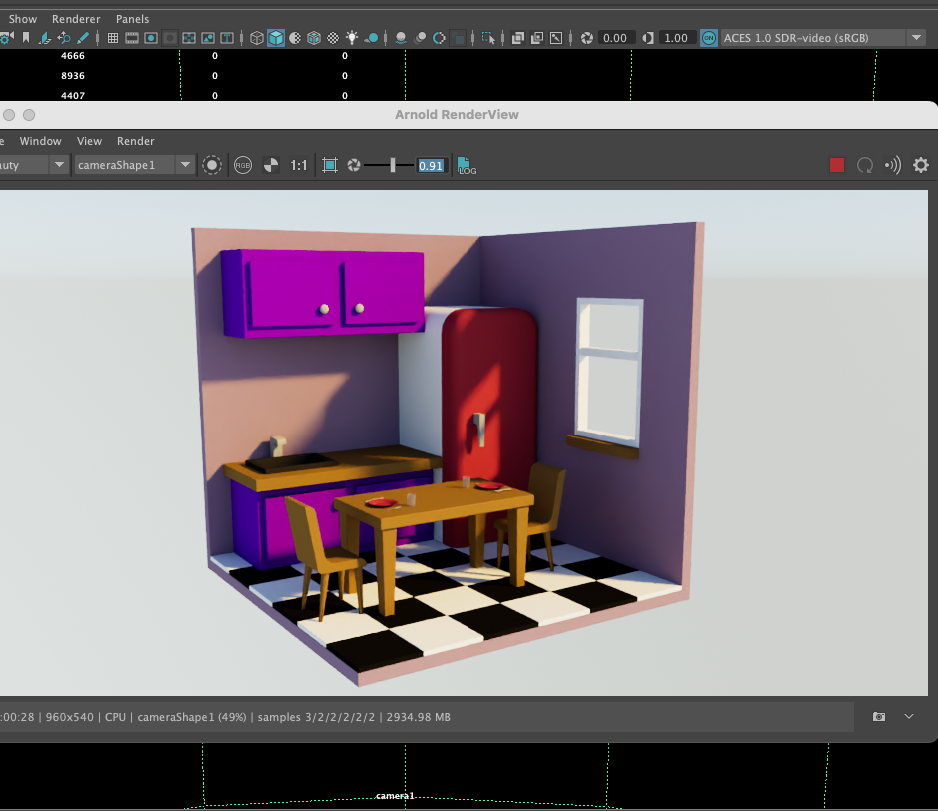 Show Renderer Panels
0.00 1.00 ON ACES 1.0 SDR-video (sRGB)
4666 0 0
8936 0 0
4407 0 0
Arnold RenderView
Window View Render
cameraShape1 RGB 1:1 0.91 LOG
:00:28 | 960x540 | CPU | cameraShape1 (49%) | samples 3/2/2/2/2/2 | 2934.98 MB
camera1